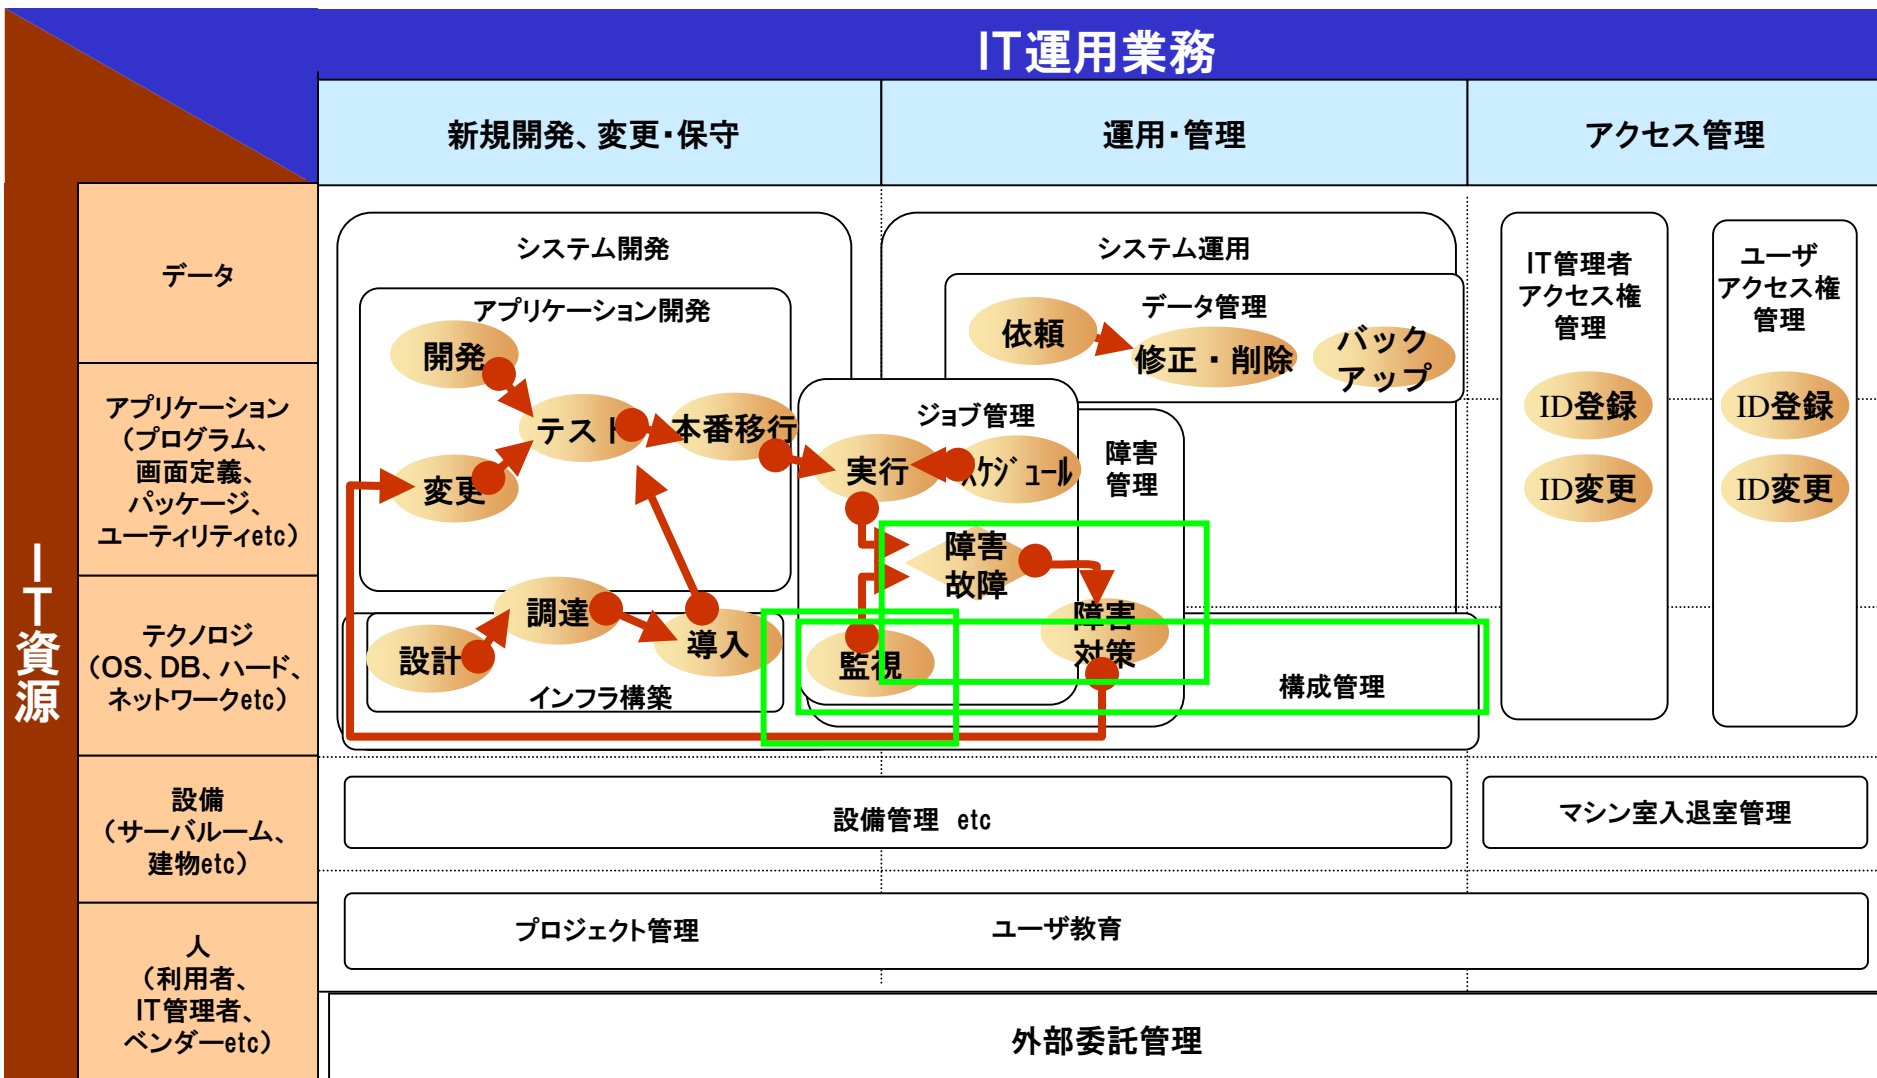 IT運用業務
新規開発、変更・保守
運用・管理
アクセス管理
IT資源
データ
アプリケーション
（プログラム、
画面定義、
パッケージ、
ユーティリティetc）
テクノロジ
（OS、DB、ハード、
ネットワークetc）
設備
（サーバルーム、
建物etc）
人
（利用者、
IT管理者、
ベンダーetc）
システム開発
アプリケーション開発
開発
テスト
本番移行
変更
設計
調達
導入
インフラ構築
システム運用
データ管理
依頼
修正・削除
バック
アップ
ジョブ管理
実行
スケジュール
障害
管理
障害
故障
障害
対策
監視
構成管理
IT管理者
アクセス権
管理
ID登録
ID変更
ユーザ
アクセス権
管理
ID登録
ID変更
設備管理 etc
マシン室入退室管理
プロジェクト管理
ユーザ教育
外部委託管理